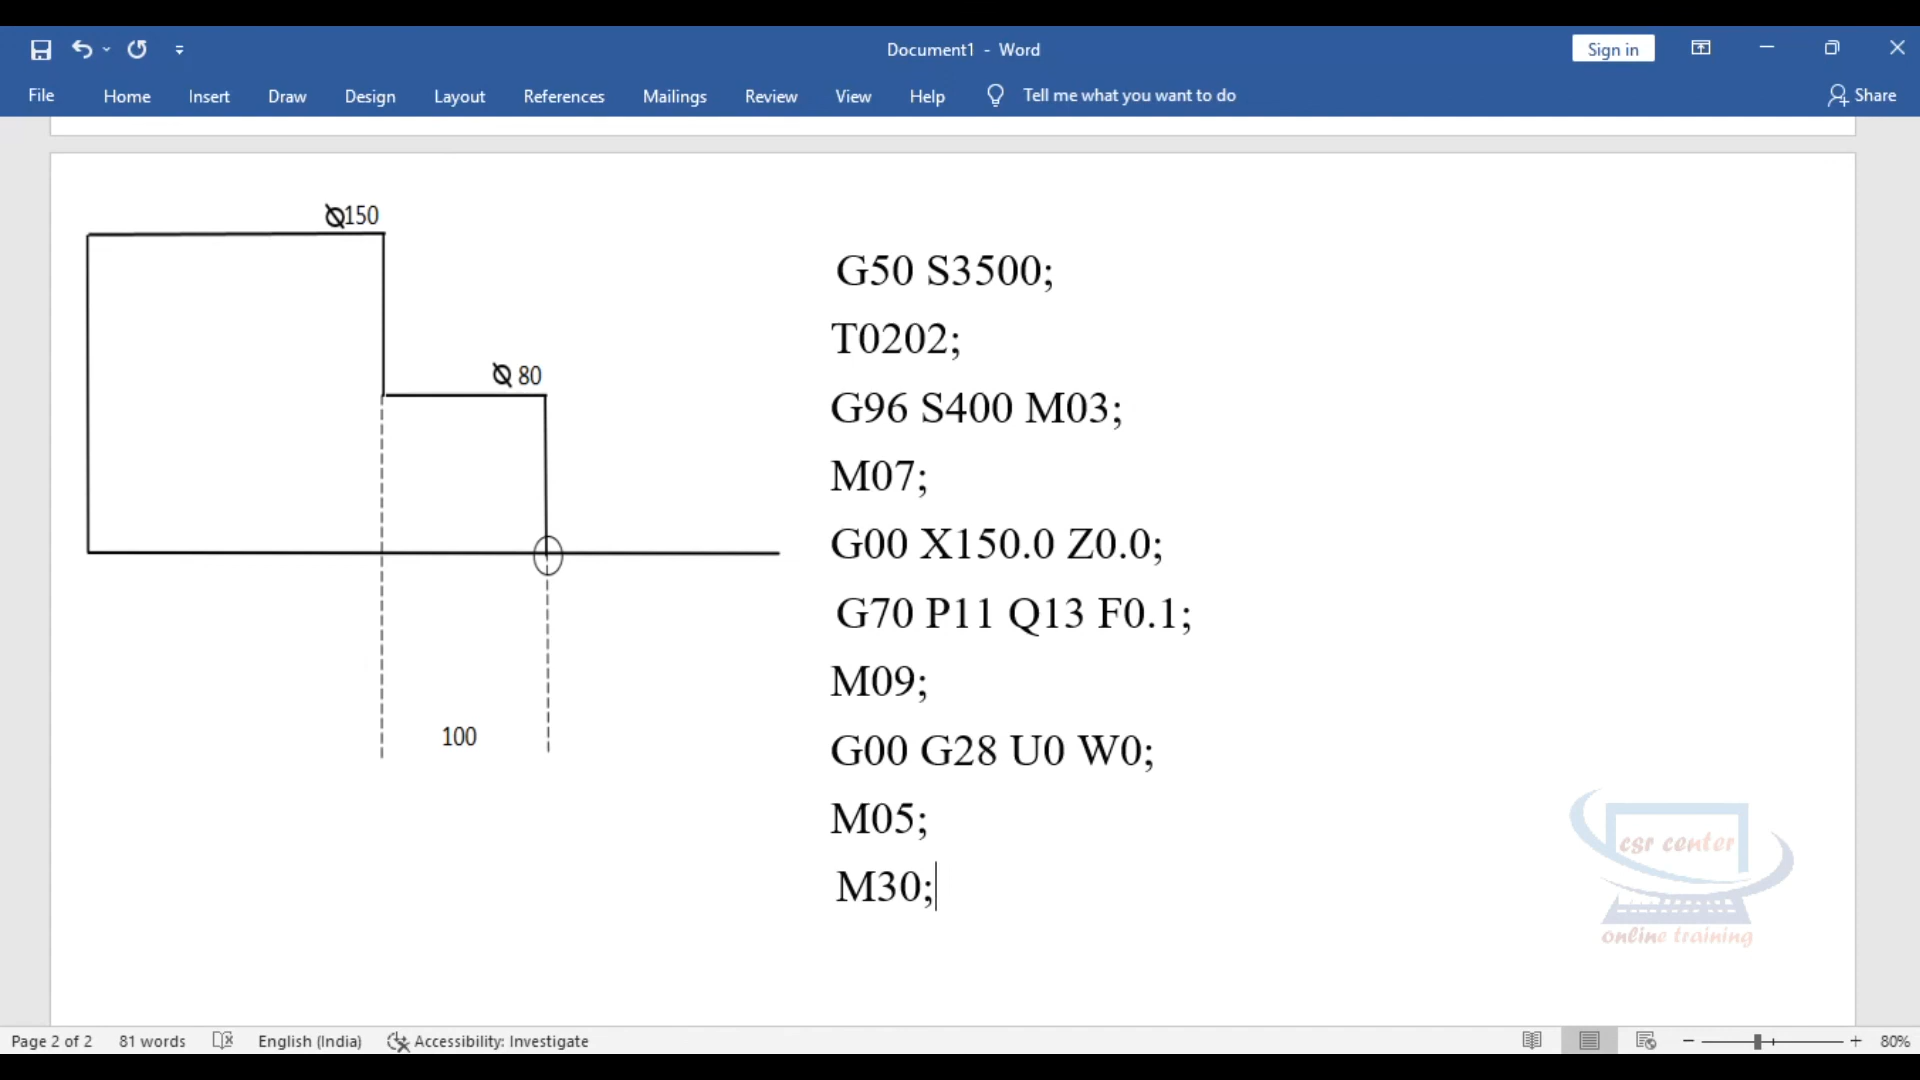 Document1 - Word
Sign in
File Home Insert Draw Design Layout References Mailings Review View Help Tell me what you want to do Share
Ø150
Ø 80
100
G50 S3500;
T0202;
G96 S400 M03;
M07;
G00 X150.0 Z0.0;
G70 P11 Q13 F0.1;
M09;
G00 G28 U0 W0;
M05;
M30;
csr center
online training
Page 2 of 2 81 words English (India) Accessibility: Investigate 80%